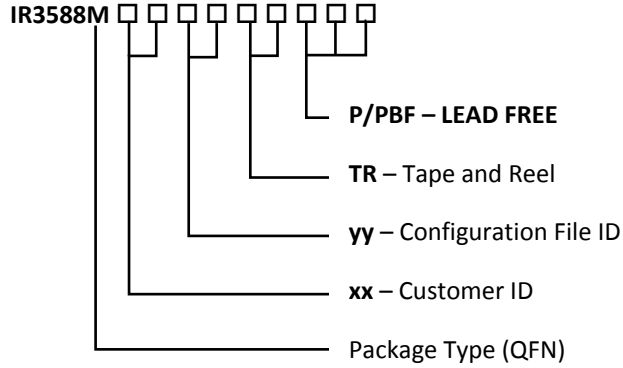 IR3588M
P/PBF – LEAD FREE
TR – Tape and Reel
yy – Configuration File ID
xx – Customer ID
Package Type (QFN)